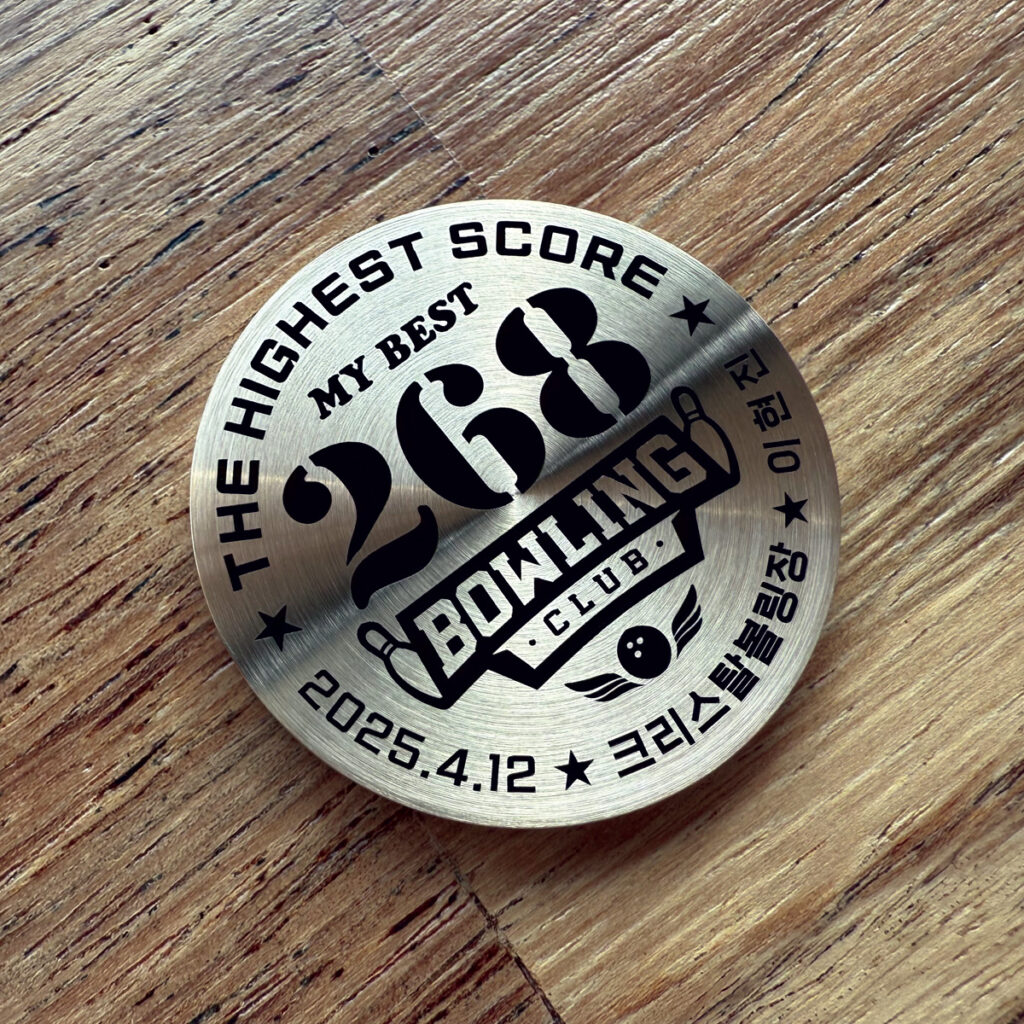 THE HIGHEST SCORE
MY BEST
268
BOWLING
· CLUB ·
2025.4.12 ★ 크리스탈볼링장 ★ 이현진